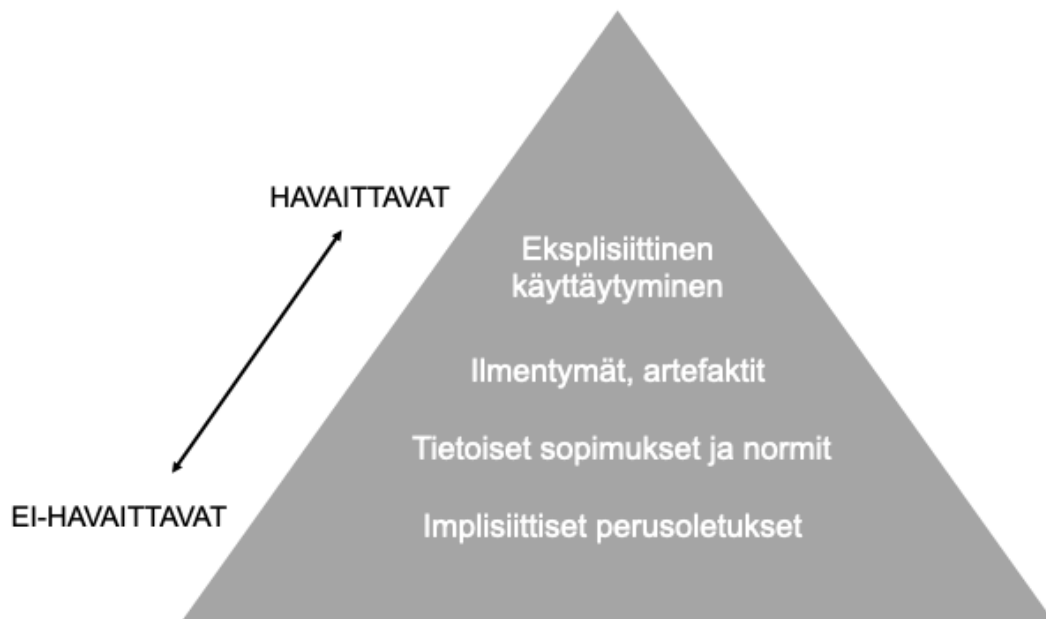 HAVAITTAVAT
Eksplisiittinen
käyttäytyminen
Ilmentymät, artefaktit
Tietoiset sopimukset ja normit
EI-HAVAITTAVAT
Implisiittiset perusoletukset